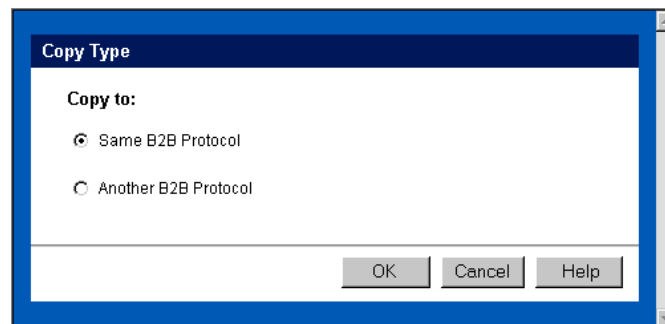 Copy Type
Copy to:
Same B2B Protocol
Another B2B Protocol
OK Cancel Help